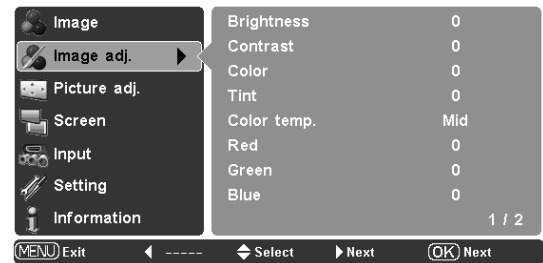 Image
Image adj.
Picture adj.
Screen
Input
Setting
Information
Brightness 0
Contrast 0
Color 0
Tint 0
Color temp. Mid
Red 0
Green 0
Blue 0
1 / 2
MENU Exit ----- Select Next OK Next